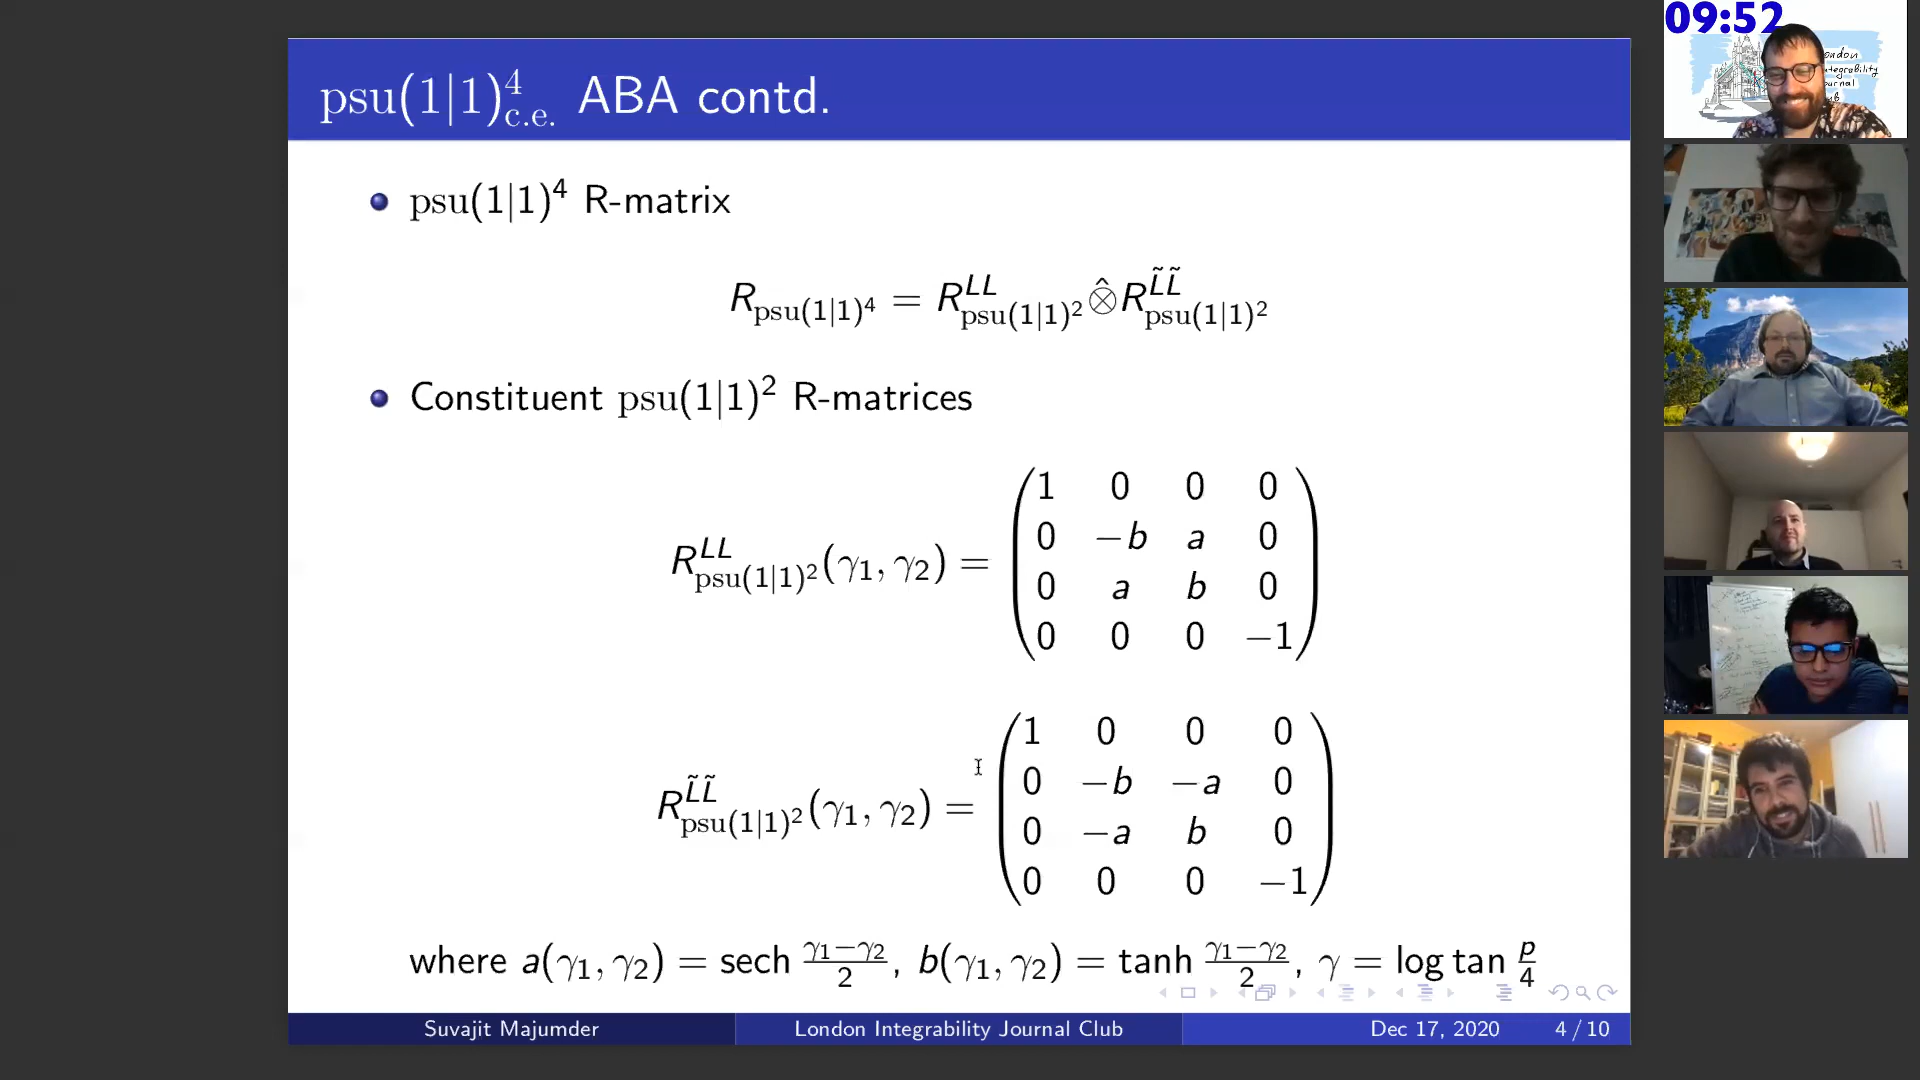 psu(1|1)⁴c.e. ABA contd.
psu(1|1)⁴ R-matrix
R_psu(1|1)⁴ = R^LL_psu(1|1)² ⊗̂ R^L̃L̃_psu(1|1)²
Constituent psu(1|1)² R-matrices
R^LL_psu(1|1)²(γ₁, γ₂) =
1 0 0 0
0 −b a 0
0 a b 0
0 0 0 −1
R^L̃L̃_psu(1|1)²(γ₁, γ₂) =
1 0 0 0
0 −b −a 0
0 −a b 0
0 0 0 −1
where a(γ₁, γ₂) = sech (γ₁−γ₂)/2, b(γ₁, γ₂) = tanh (γ₁−γ₂)/2, γ = log tan p/4
Suvajit Majumder London Integrability Journal Club Dec 17, 2020 4 / 10
09:52